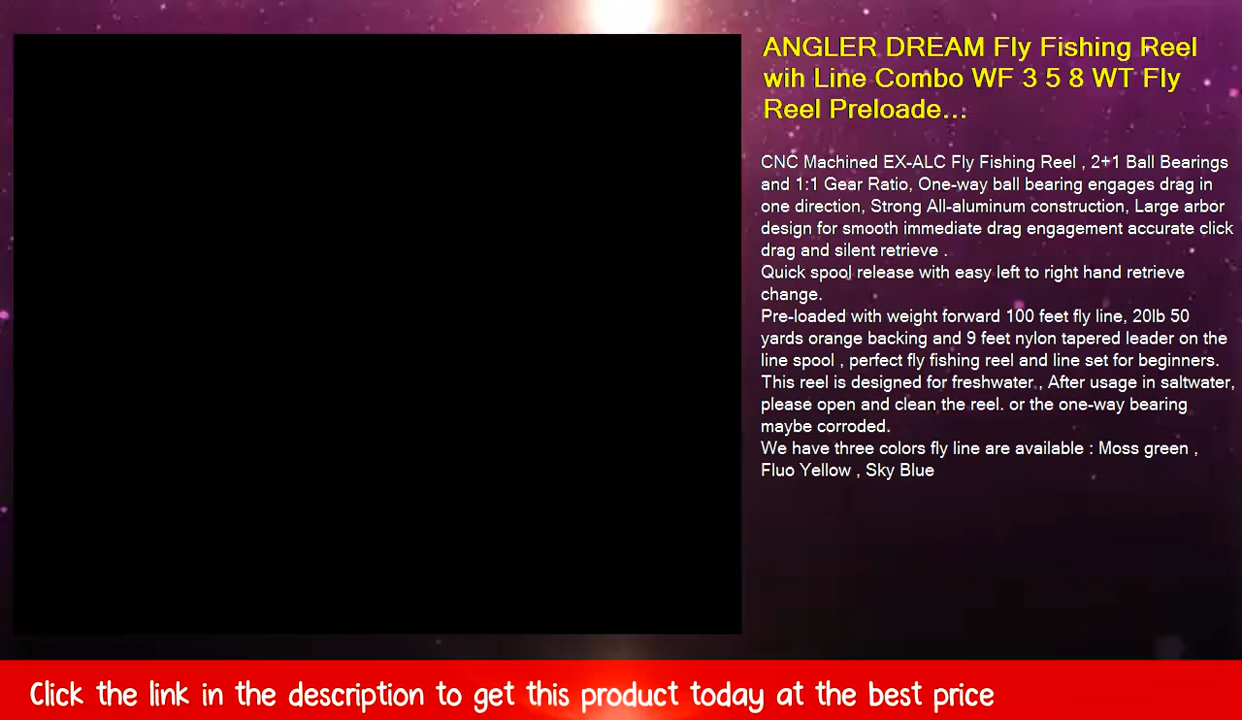 ANGLER DREAM Fly Fishing Reel
wih Line Combo WF 3 5 8 WT Fly
Reel Preloade...
CNC Machined EX-ALC Fly Fishing Reel , 2+1 Ball Bearings
and 1:1 Gear Ratio, One-way ball bearing engages drag in
one direction, Strong All-aluminum construction, Large arbor
design for smooth immediate drag engagement accurate click
drag and silent retrieve .
Quick spool release with easy left to right hand retrieve
change.
Pre-loaded with weight forward 100 feet fly line, 20lb 50
yards orange backing and 9 feet nylon tapered leader on the
line spool , perfect fly fishing reel and line set for beginners.
This reel is designed for freshwater , After usage in saltwater,
please open and clean the reel. or the one-way bearing
maybe corroded.
We have three colors fly line are available : Moss green ,
Fluo Yellow , Sky Blue
Click the link in the description to get this product today at the best price